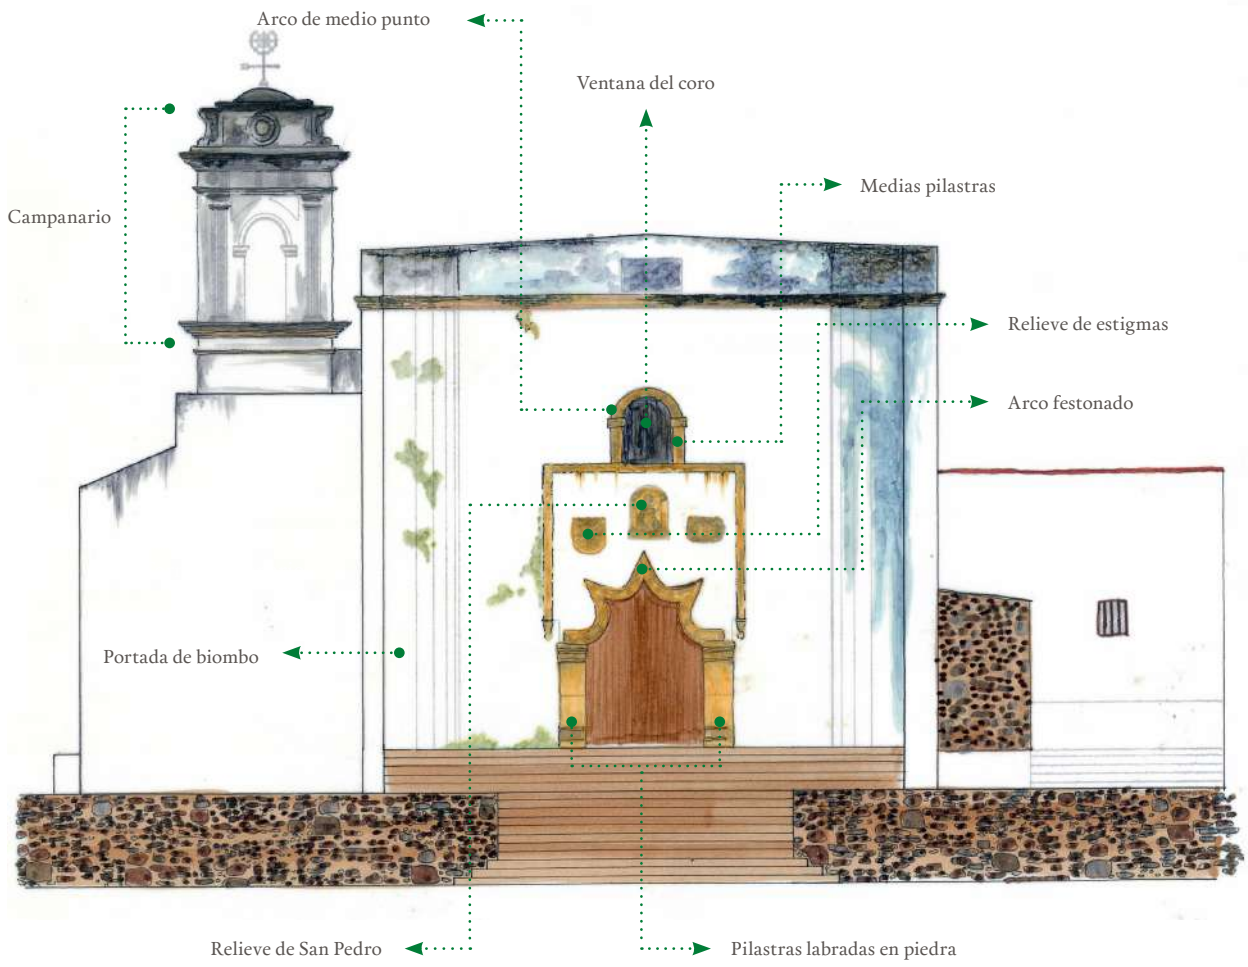 Arco de medio punto
Ventana del coro
Medias pilastras
Campanario
Relieve de estigmas
Arco festonado
Portada de biombo
Relieve de San Pedro
Pilastras labradas en piedra